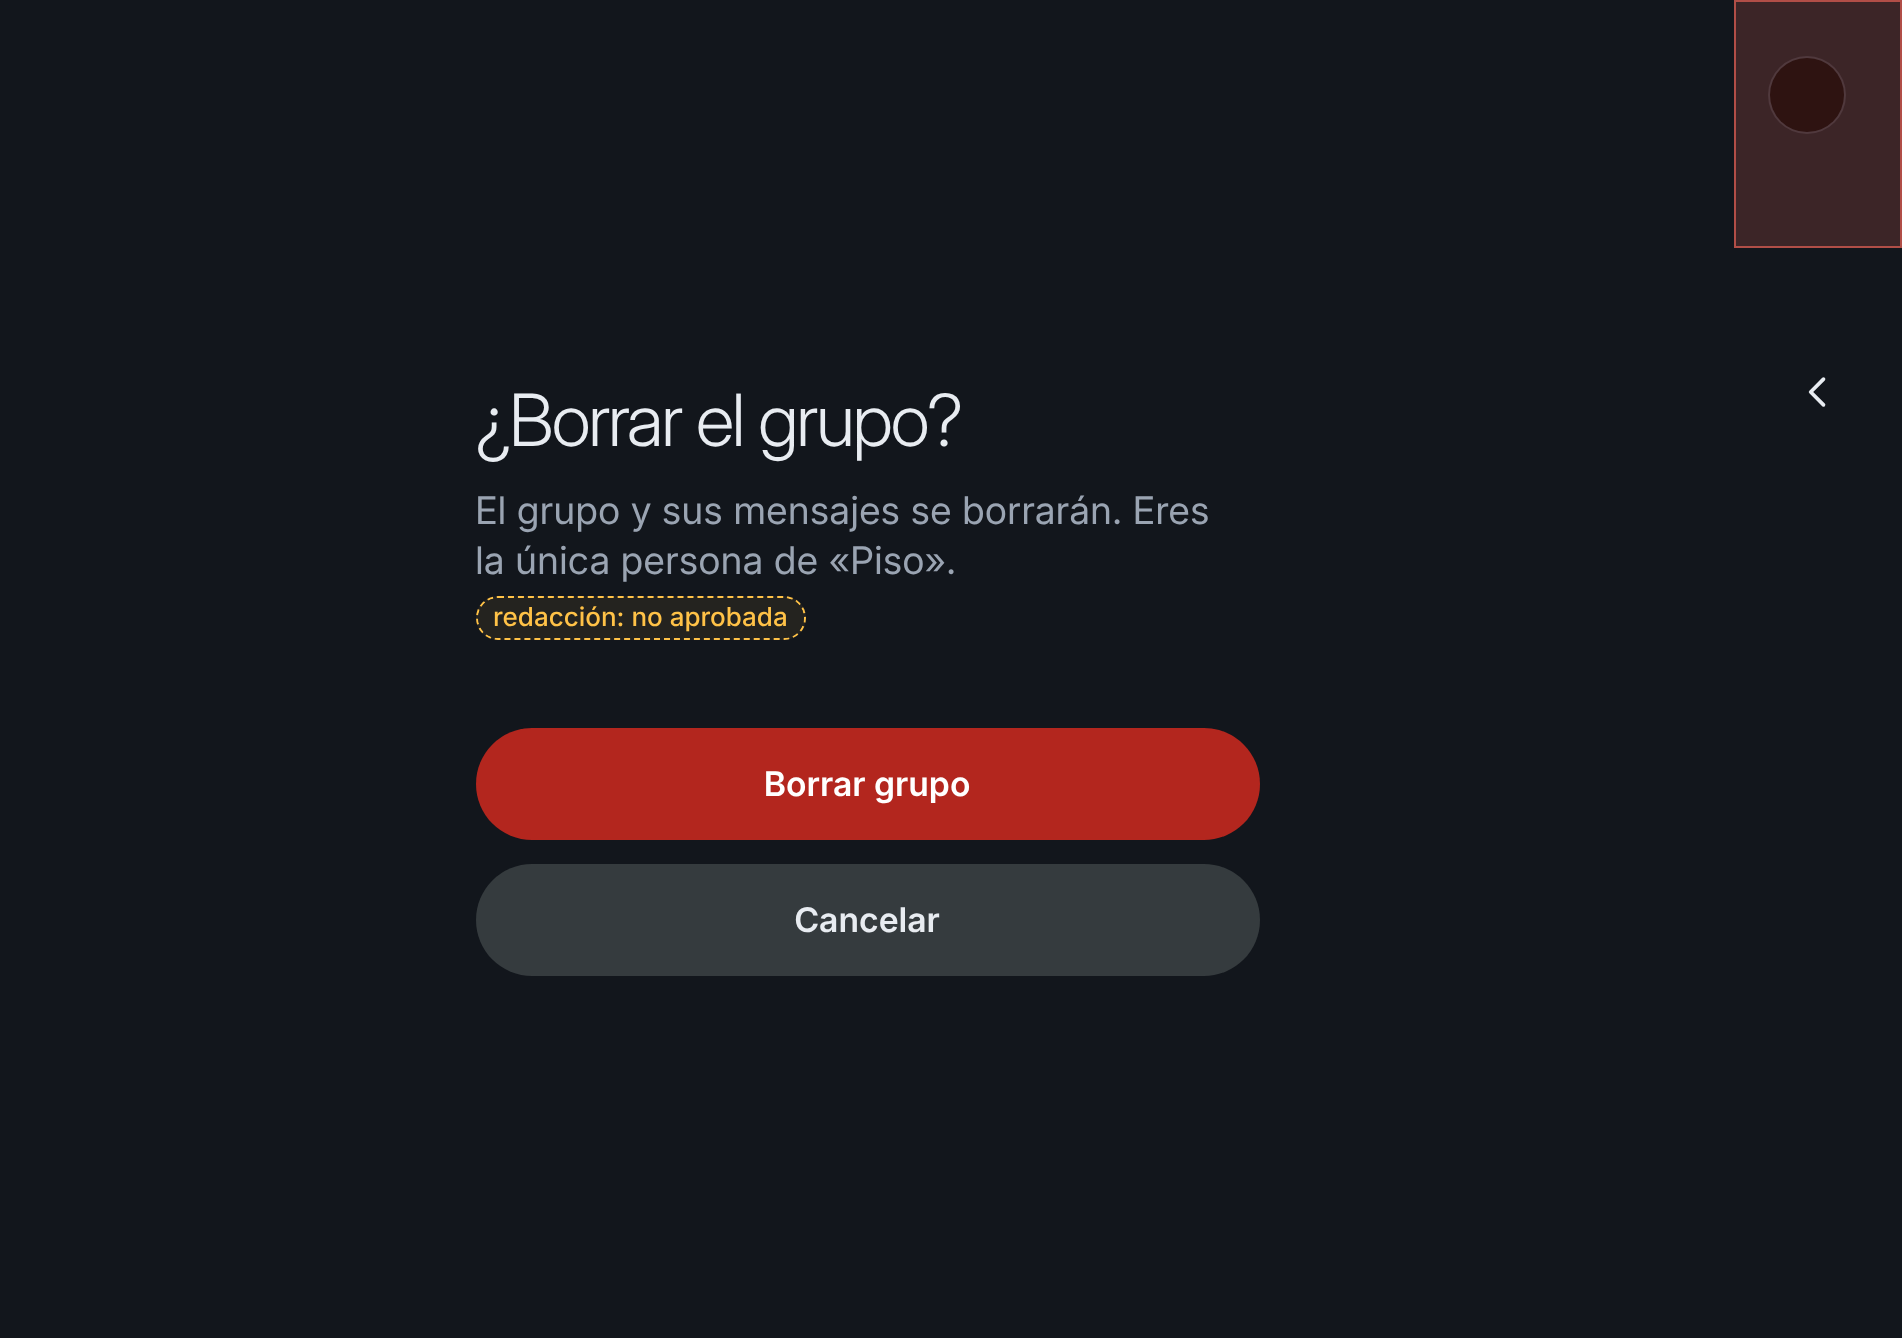 ¿Borrar el grupo?
El grupo y sus mensajes se borrarán. Eres
la única persona de «Piso».
redacción: no aprobada
Borrar grupo
Cancelar